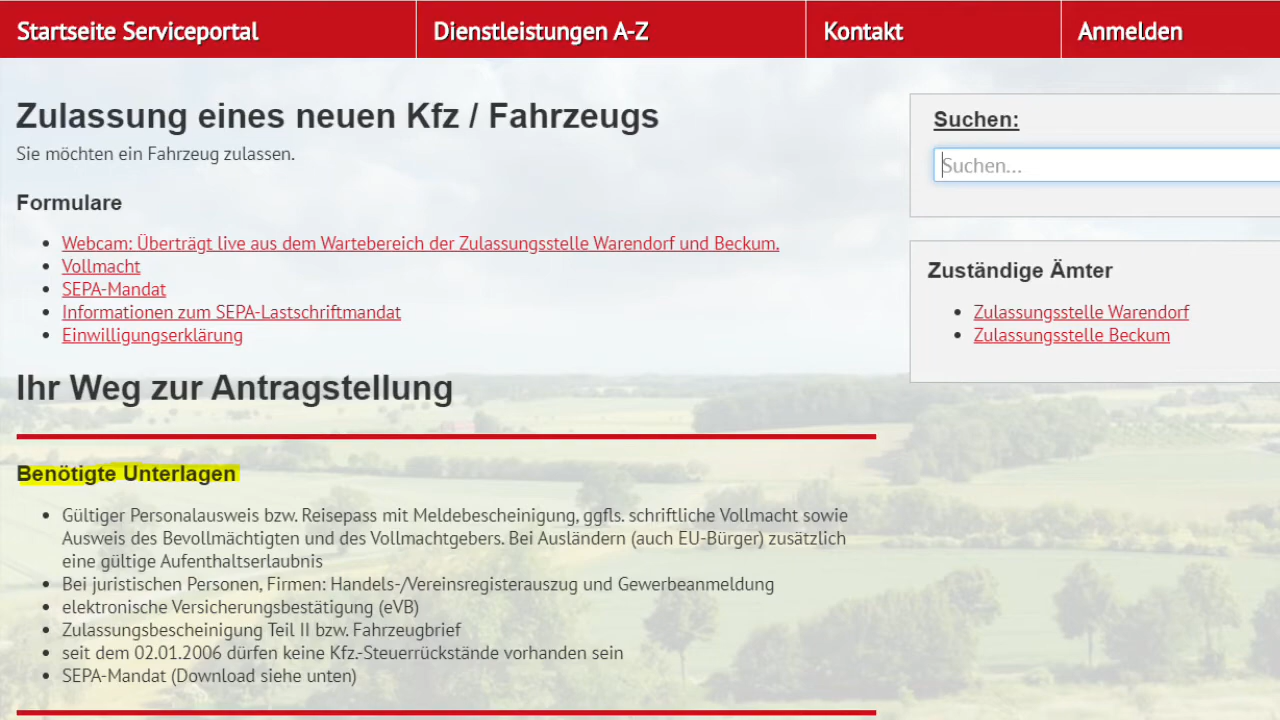 Startseite Serviceportal
Dienstleistungen A-Z
Kontakt
Anmelden
Zulassung eines neuen Kfz / Fahrzeugs
Sie möchten ein Fahrzeug zulassen.
Formulare
Webcam: Überträgt live aus dem Wartebereich der Zulassungsstelle Warendorf und Beckum.
Vollmacht
SEPA-Mandat
Informationen zum SEPA-Lastschriftmandat
Einwilligungserklärung
Ihr Weg zur Antragstellung
Benötigte Unterlagen
Gültiger Personalausweis bzw. Reisepass mit Meldebescheinigung, ggfls. schriftliche Vollmacht sowie
Ausweis des Bevollmächtigten und des Vollmachtgebers. Bei Ausländern (auch EU-Bürger) zusätzlich
eine gültige Aufenthaltserlaubnis
Bei juristischen Personen, Firmen: Handels-/Vereinsregisterauszug und Gewerbeanmeldung
elektronische Versicherungsbestätigung (eVB)
Zulassungsbescheinigung Teil II bzw. Fahrzeugbrief
seit dem 02.01.2006 dürfen keine Kfz.-Steuerrückstände vorhanden sein
SEPA-Mandat (Download siehe unten)
Suchen:
Suchen...
Zuständige Ämter
Zulassungsstelle Warendorf
Zulassungsstelle Beckum